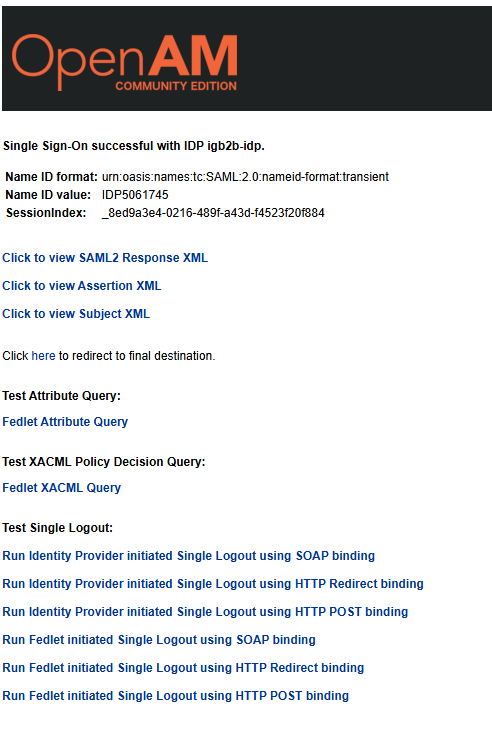 OpenAM
COMMUNITY EDITION
Single Sign-On successful with IDP igb2b-idp.
Name ID format: urn:oasis:names:tc:SAML:2.0:nameid-format:transient
Name ID value: IDP5061745
SessionIndex: _8ed9a3e4-0216-489f-a43d-f4523f20f884
Click to view SAML2 Response XML
Click to view Assertion XML
Click to view Subject XML
Click here to redirect to final destination.
Test Attribute Query:
Fedlet Attribute Query
Test XACML Policy Decision Query:
Fedlet XACML Query
Test Single Logout:
Run Identity Provider initiated Single Logout using SOAP binding
Run Identity Provider initiated Single Logout using HTTP Redirect binding
Run Identity Provider initiated Single Logout using HTTP POST binding
Run Fedlet initiated Single Logout using SOAP binding
Run Fedlet initiated Single Logout using HTTP Redirect binding
Run Fedlet initiated Single Logout using HTTP POST binding